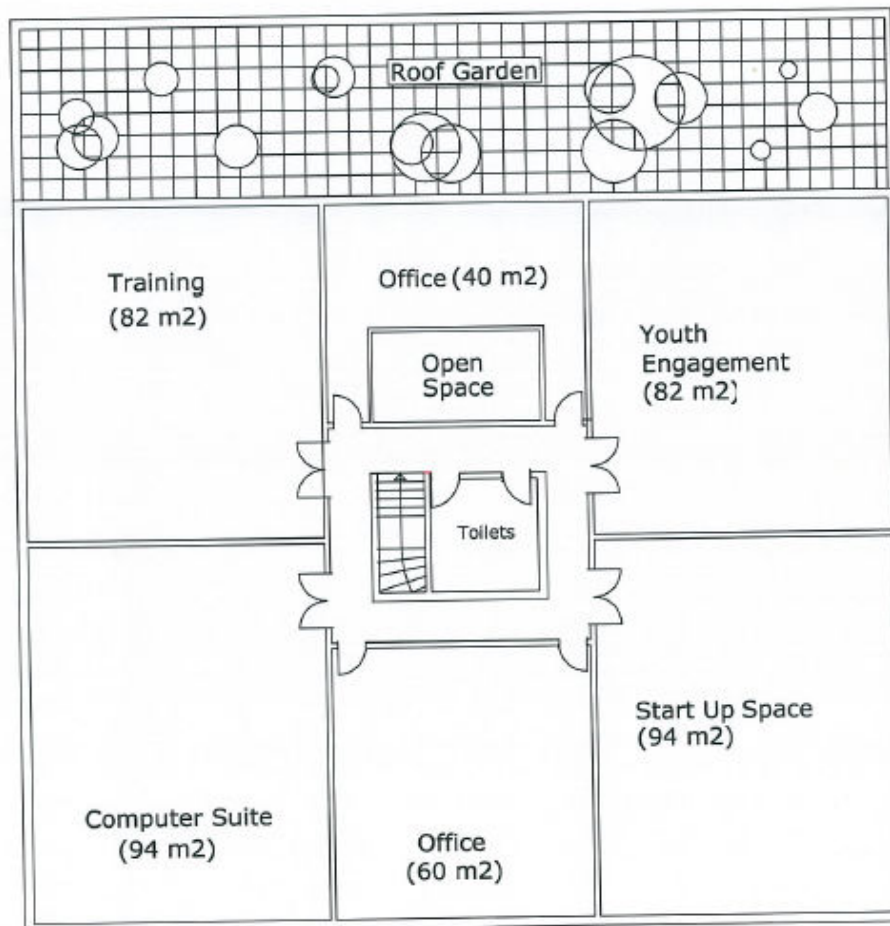 Roof Garden
Training
(82 m2)
Office (40 m2)
Open
Space
Youth
Engagement
(82 m2)
Toilets
Start Up Space
(94 m2)
Computer Suite
(94 m2)
Office
(60 m2)